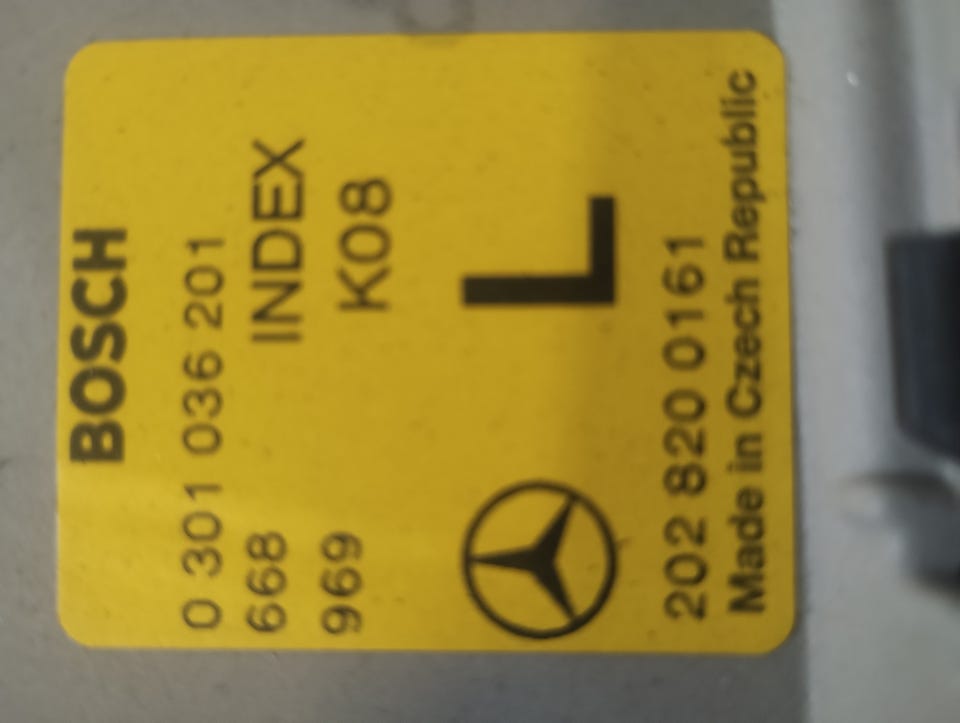 BOSCH
0 301 036 201
668 INDEX
969 K08
L
202 820 0161
Made in Czech Republic